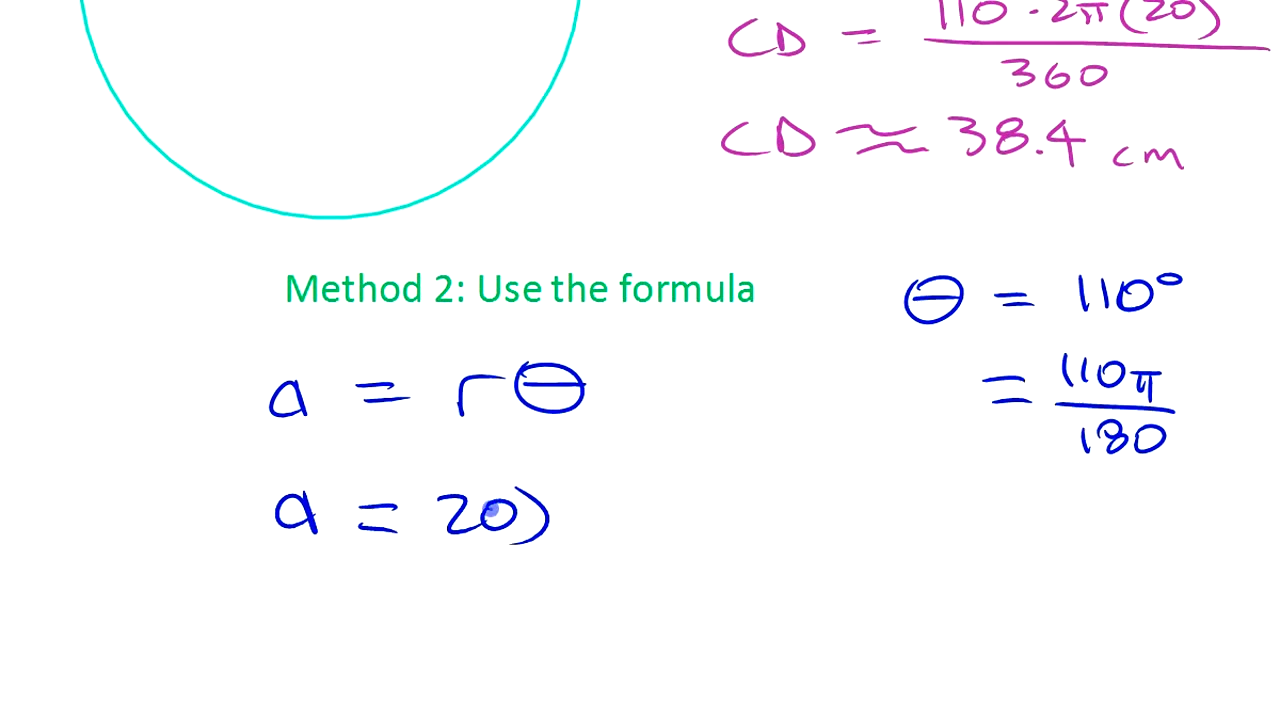 CD = 110 · 2π(20) / 360
CD ≈ 38.4 cm
Method 2: Use the formula
θ = 110°
= 110π / 180
a = rθ
a = 20)